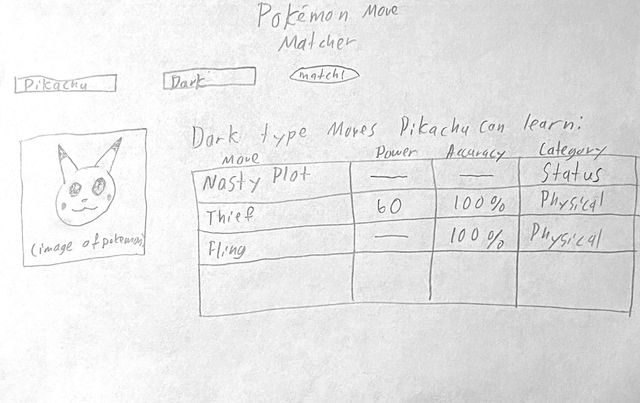 Pokémon Move
Matcher
Pikachu Dark match!
Dark type Moves Pikachu Can learn:
Move Power Accuracy Category
Nasty Plot — — Status
Thief 60 100% Physical
Fling — 100% Physical
(image of pokemon)